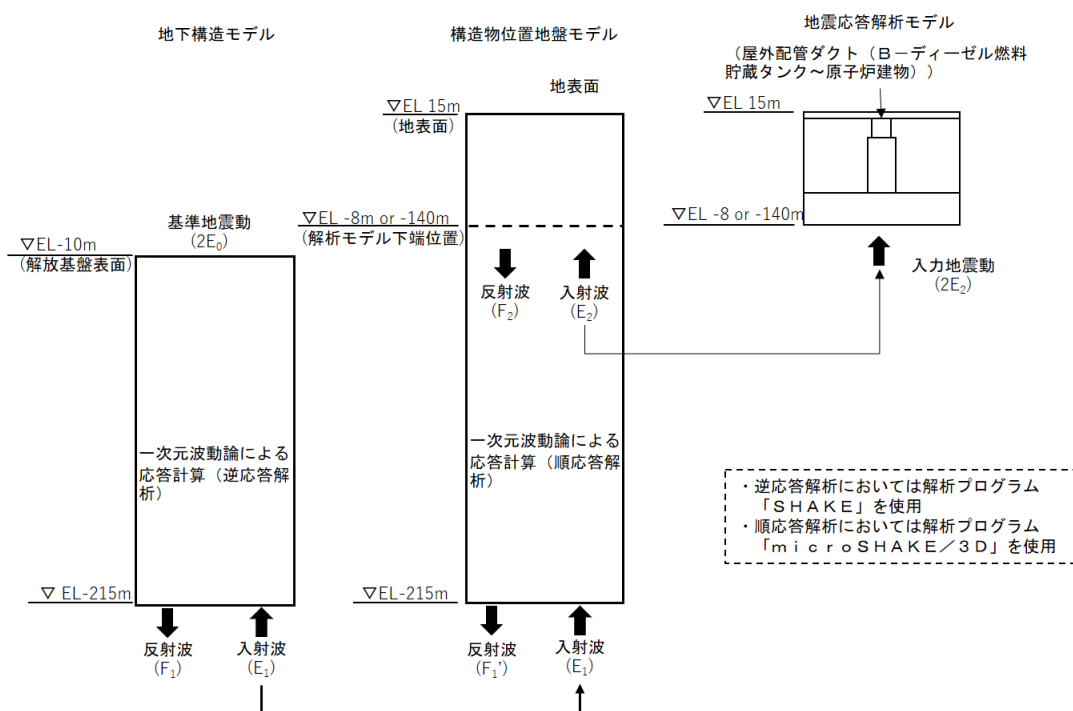 地下構造モデル
基準地震動
(2E₀)
▽EL-10m
(解放基盤表面)
一次元波動論による
応答計算（逆応答解
析）
▽ EL-215m
反射波
(F₁)
入射波
(E₁)
構造物位置地盤モデル
地表面
▽EL 15m
(地表面)
▽EL -8m or -140m
(解析モデル下端位置)
反射波
(F₂)
入射波
(E₂)
一次元波動論による
応答計算（順応答解
析）
▽EL-215m
反射波
(F₁')
入射波
(E₁)
地震応答解析モデル
（屋外配管ダクト（Ｂ－ディーゼル燃料
貯蔵タンク～原子炉建物））
▽EL 15m
▽EL -8 or -140m
入力地震動
(2E₂)
・逆応答解析においては解析プログラム
「ＳＨＡＫＥ」を使用
・順応答解析においては解析プログラム
「ｍｉｃｒｏＳＨＡＫＥ／３Ｄ」を使用